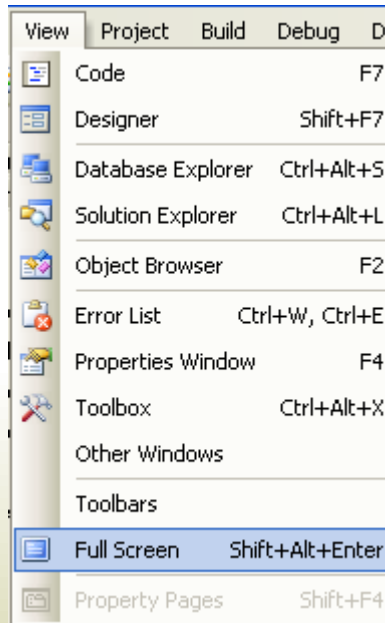 View Project Build Debug D
Code F7
Designer Shift+F7
Database Explorer Ctrl+Alt+S
Solution Explorer Ctrl+Alt+L
Object Browser F2
Error List Ctrl+W, Ctrl+E
Properties Window F4
Toolbox Ctrl+Alt+X
Other Windows
Toolbars
Full Screen Shift+Alt+Enter
Property Pages Shift+F4